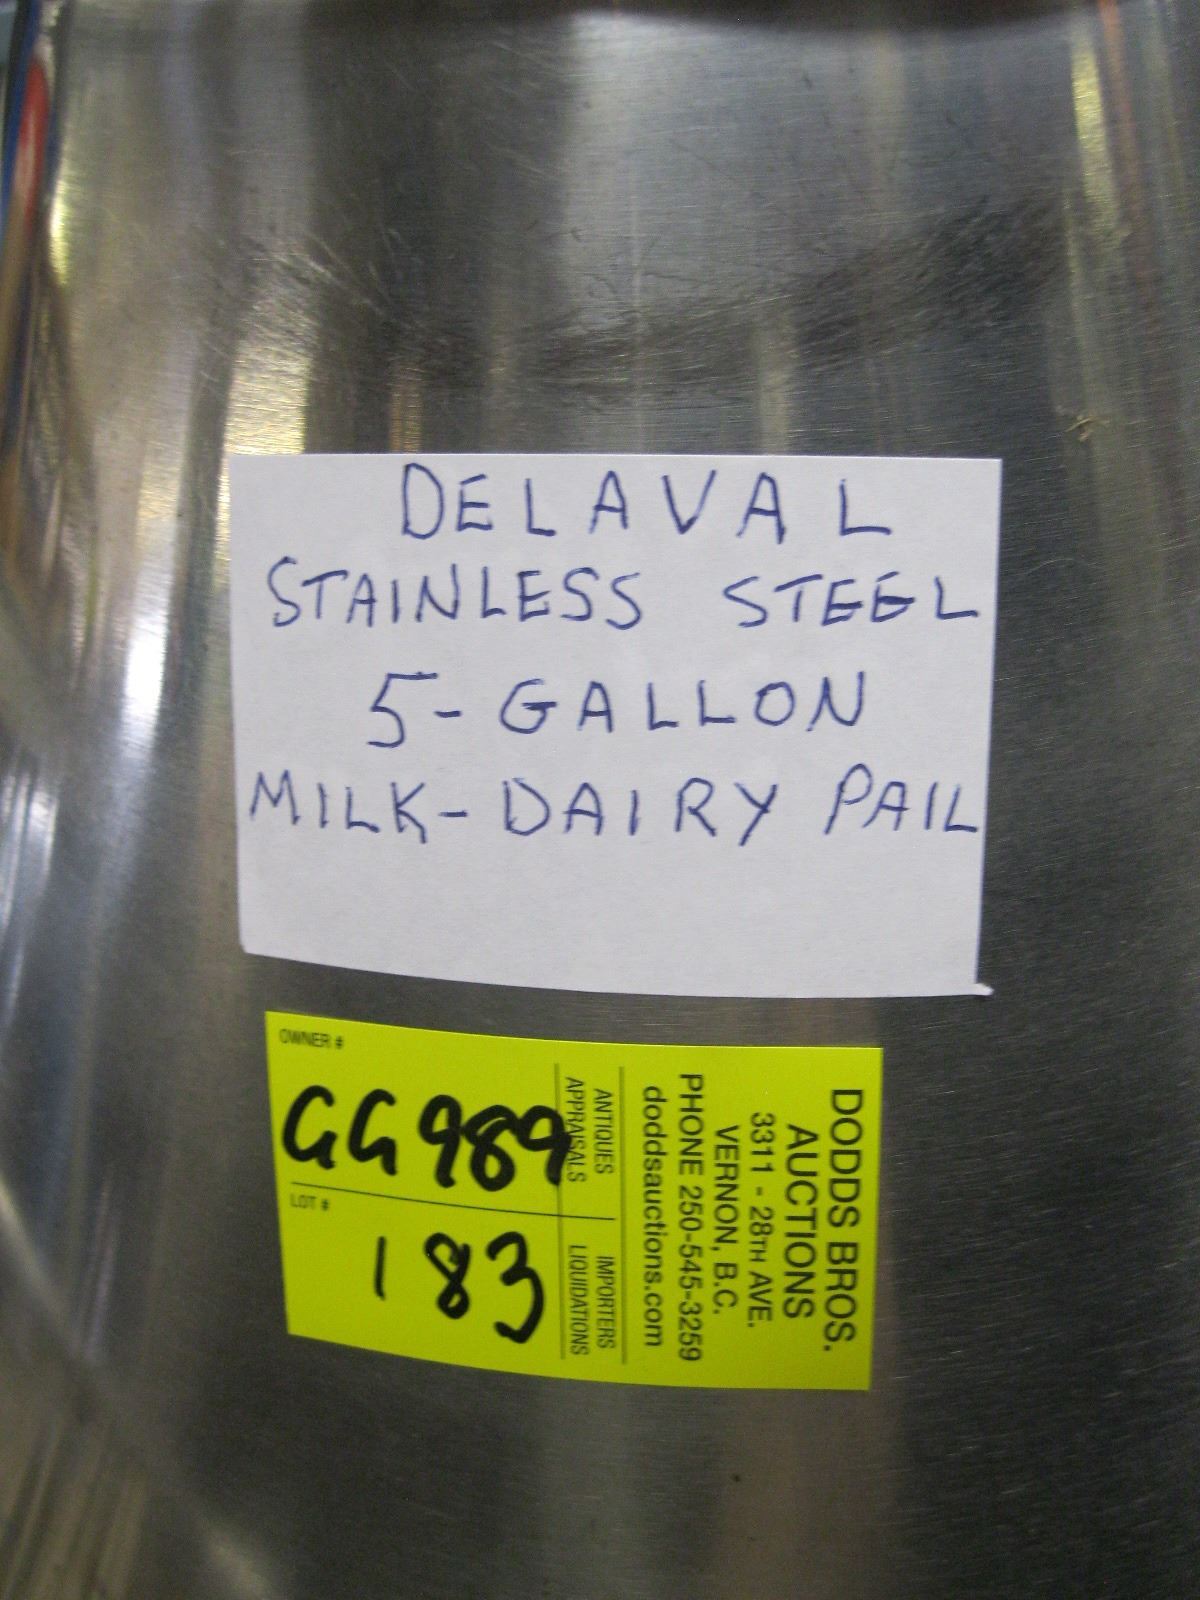 DELAVAL
STAINLESS STEEL
5-GALLON
MILK-DAIRY PAIL
OWNER #
GG989
LOT #
183
ANTIQUES
APPRAISALS
IMPORTERS
LIQUIDATIONS
DODDS BROS.
AUCTIONS
3311 - 28TH AVE.
VERNON, B.C.
PHONE 250-545-3259
doddsauctions.com